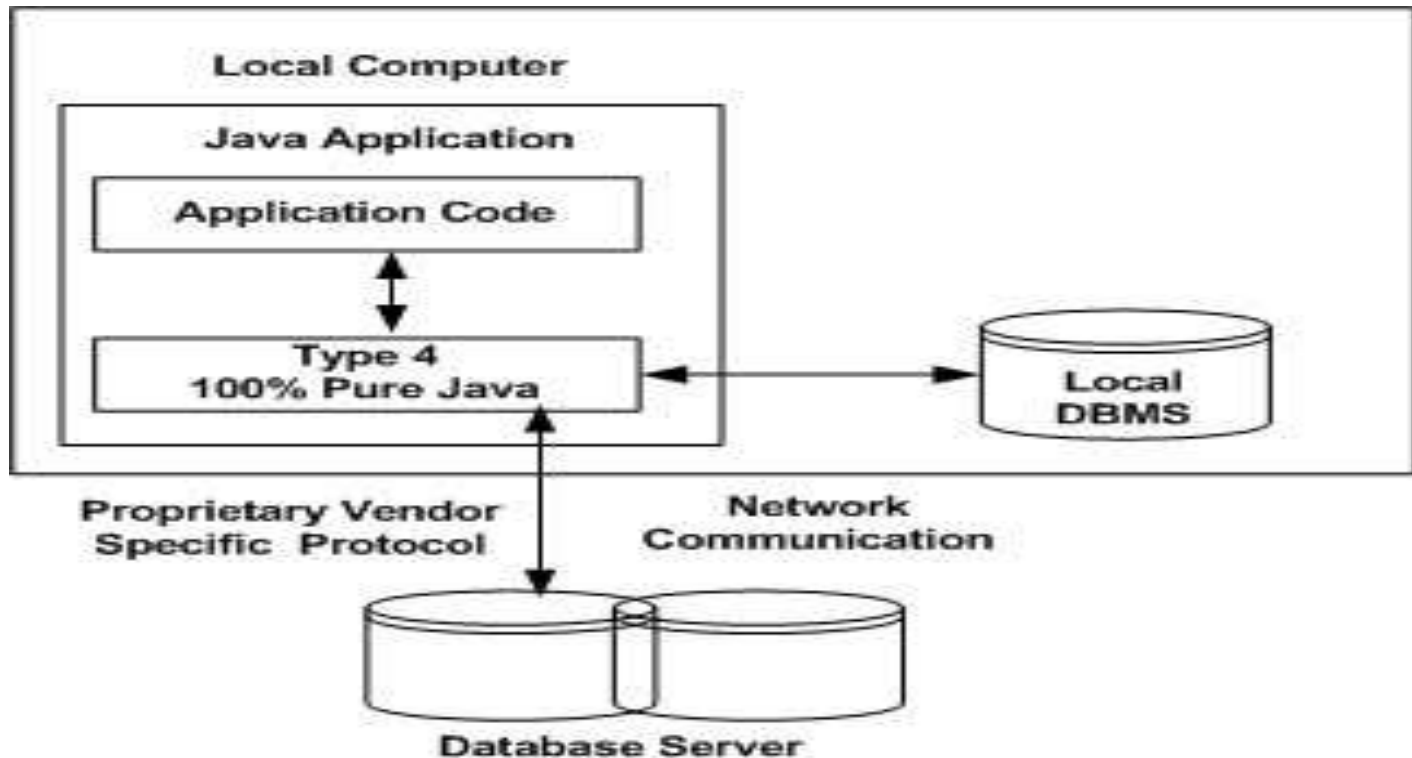 Local Computer
Java Application
Application Code
Type 4
100% Pure Java
Local
DBMS
Proprietary Vendor
Specific Protocol
Network
Communication
Database Server